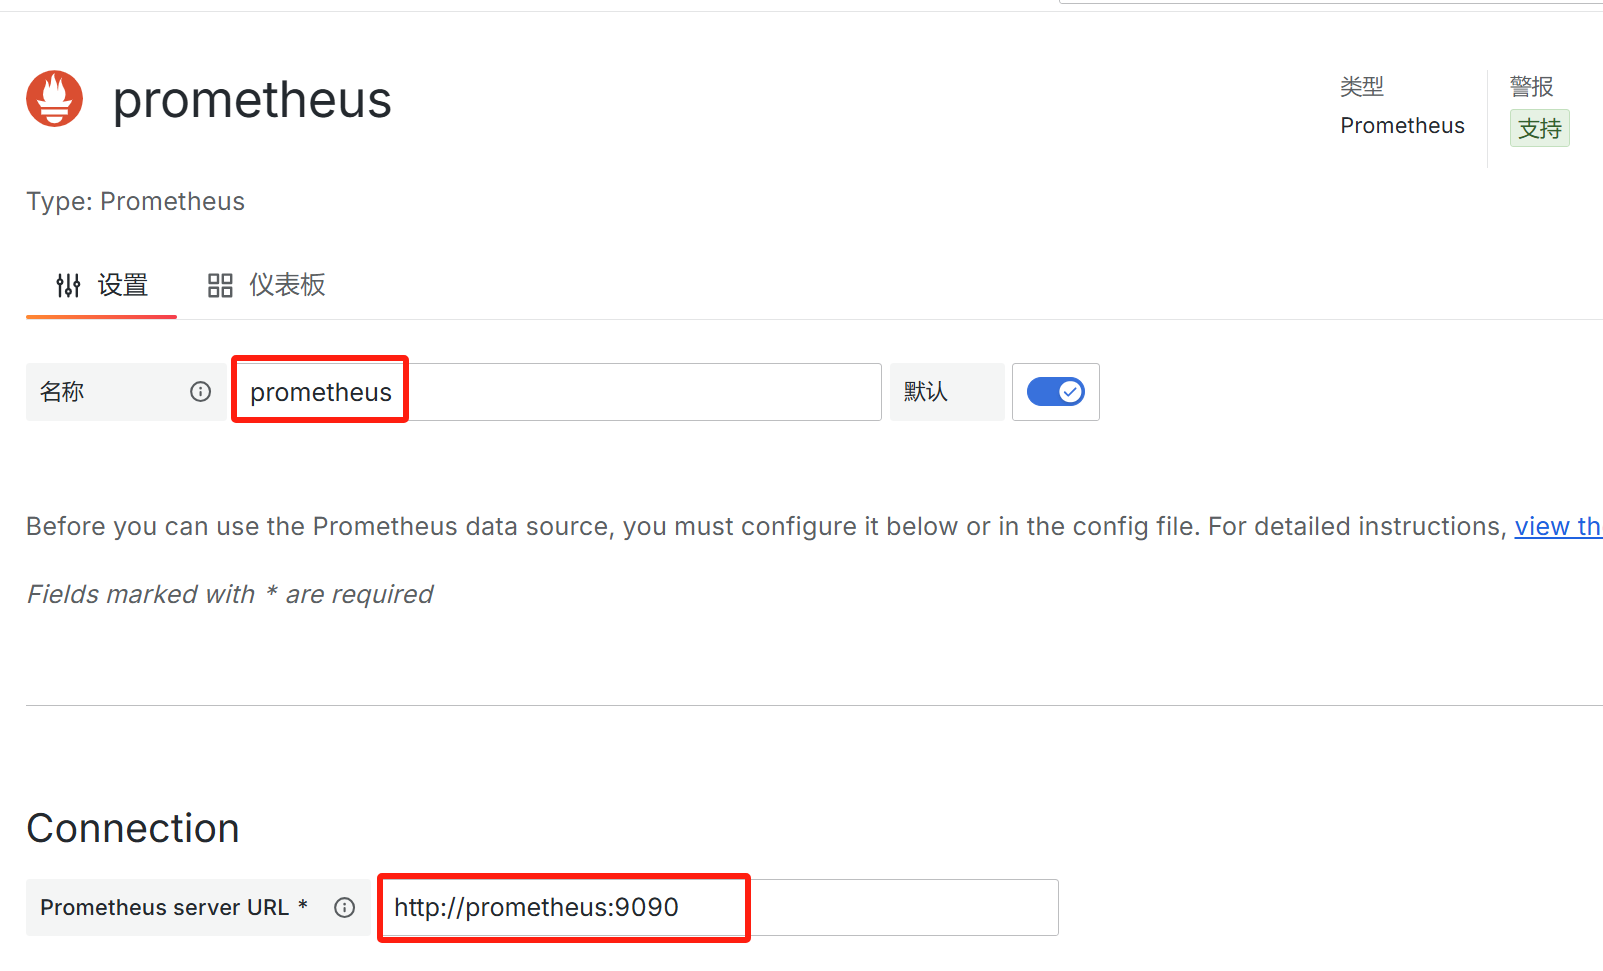 prometheus
类型
Prometheus
警报
支持
Type: Prometheus
设置
仪表板
名称
prometheus
默认
Before you can use the Prometheus data source, you must configure it below or in the config file. For detailed instructions, view th
Fields marked with * are required
Connection
Prometheus server URL *
http://prometheus:9090